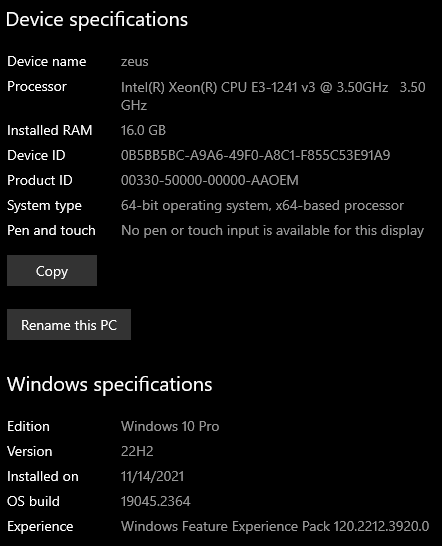 Device specifications
Device name zeus
Processor Intel(R) Xeon(R) CPU E3-1241 v3 @ 3.50GHz 3.50
GHz
Installed RAM 16.0 GB
Device ID 0B5BB5BC-A9A6-49F0-A8C1-F855C53E91A9
Product ID 00330-50000-00000-AAOEM
System type 64-bit operating system, x64-based processor
Pen and touch No pen or touch input is available for this display
Copy
Rename this PC
Windows specifications
Edition Windows 10 Pro
Version 22H2
Installed on 11/14/2021
OS build 19045.2364
Experience Windows Feature Experience Pack 120.2212.3920.0